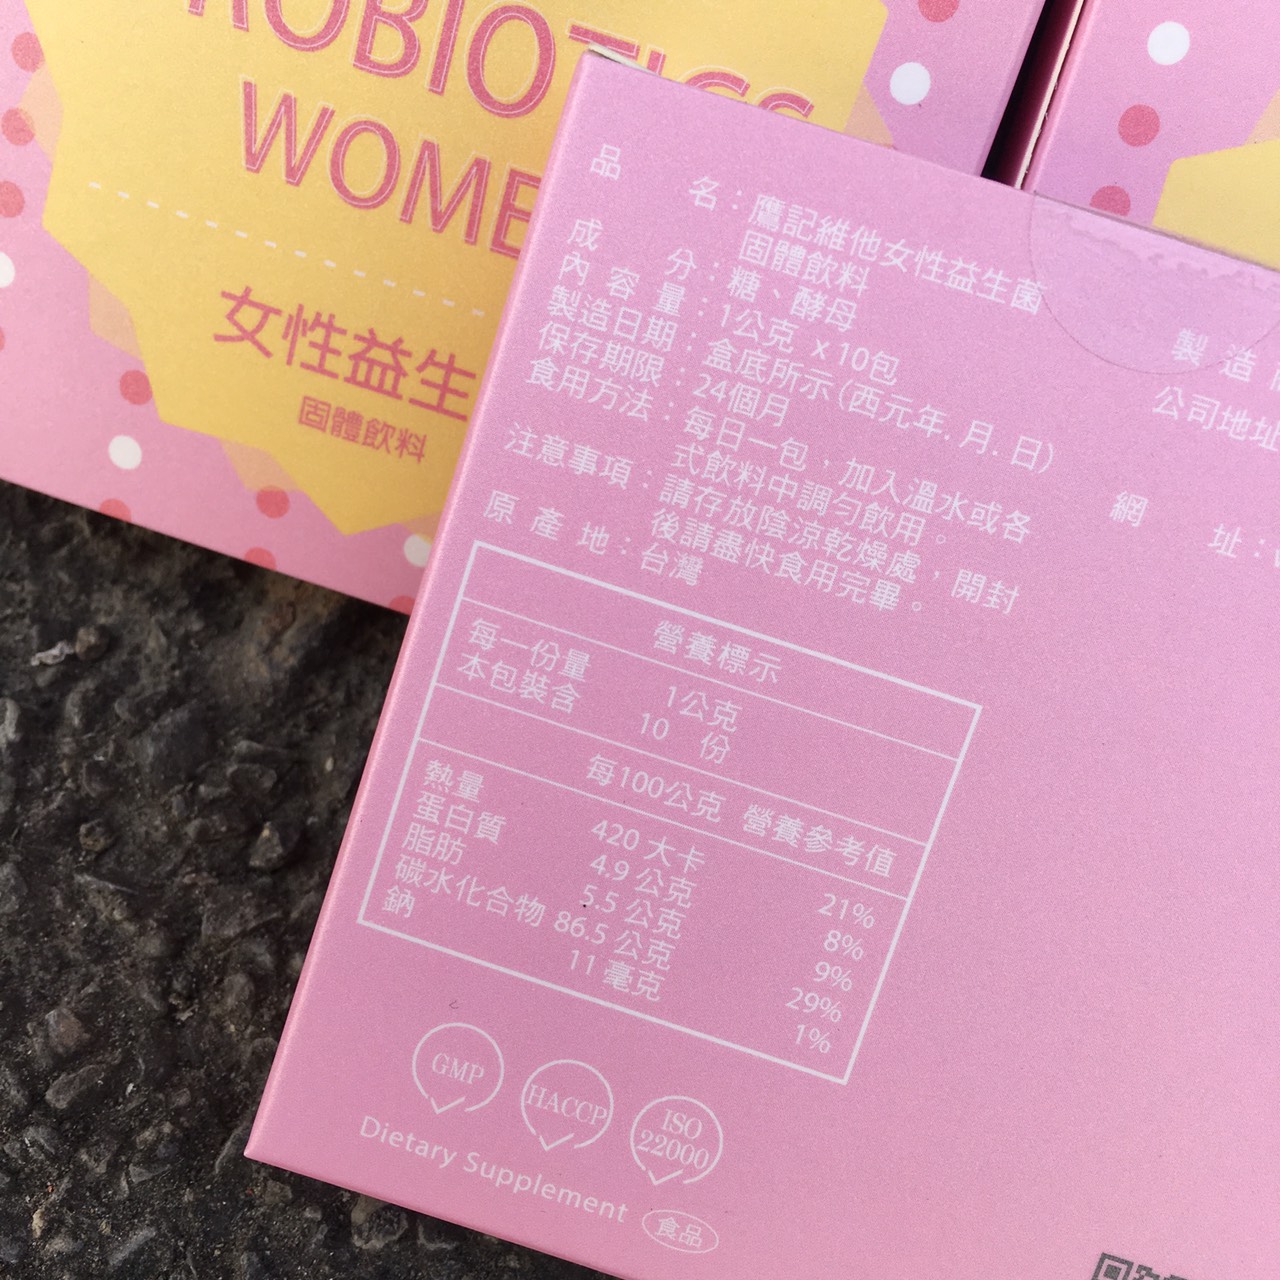 ROBIOTICS
WOME
女性益生
固體飲料
品名：鷹記維他女性益生菌
固體飲料
成分：糖、酵母
內容量：1公克 x 10包
製造日期：盒底所示（西元年.月.日）
保存期限：24個月
食用方法：每日一包，加入溫水或各
式飲料中調勻飲用。
注意事項：請存放陰涼乾燥處，開封
後請盡快食用完畢。
原產地：台灣
製造
公司地址
網址：
營養標示
每一份量 1公克
本包裝含 10 份
每100公克 營養參考值
熱量 420 大卡 21%
蛋白質 4.9 公克 8%
脂肪 5.5 公克 9%
碳水化合物 86.5 公克 29%
鈉 11 毫克 1%
GMP
HACCP
ISO
22000
Dietary Supplement 食品